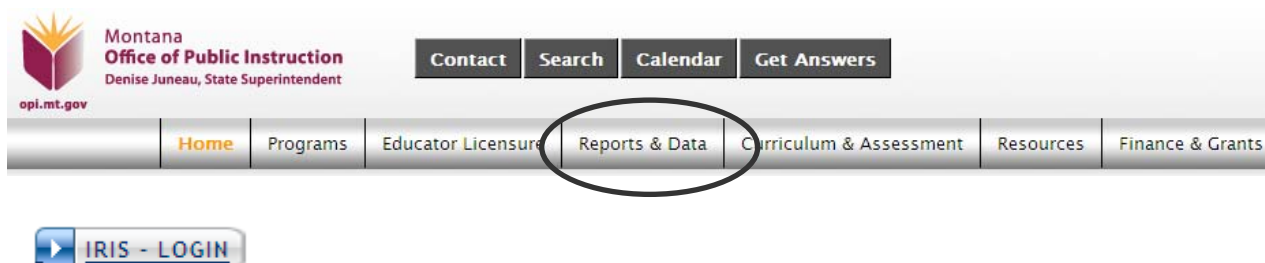 Montana
Office of Public Instruction
Denise Juneau, State Superintendent
opi.mt.gov
Contact Search Calendar Get Answers
Home Programs Educator Licensure Reports & Data Curriculum & Assessment Resources Finance & Grants
IRIS - LOGIN